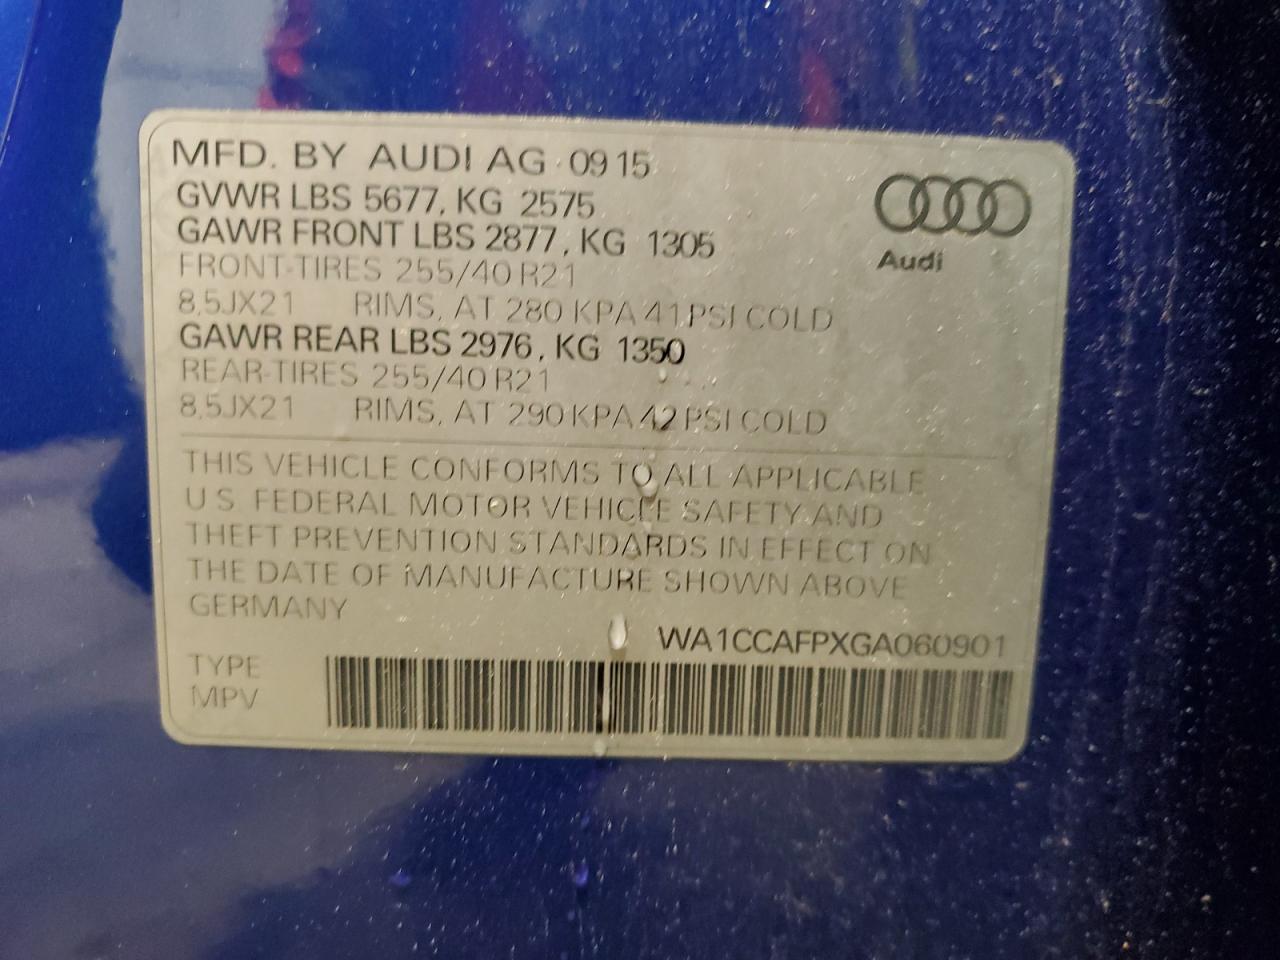 MFD. BY AUDI AG 09 15
GVWR LBS 5677, KG 2575
GAWR FRONT LBS 2877, KG 1305
FRONT-TIRES 255/40 R21
8,5JX21 RIMS, AT 280 KPA 41 PSI COLD
GAWR REAR LBS 2976, KG 1350
REAR-TIRES 255/40 R21
8,5JX21 RIMS, AT 290 KPA 42 PSI COLD
Audi
THIS VEHICLE CONFORMS TO ALL APPLICABLE
U.S. FEDERAL MOTOR VEHICLE SAFETY AND
THEFT PREVENTION STANDARDS IN EFFECT ON
THE DATE OF MANUFACTURE SHOWN ABOVE
GERMANY
WA1CCAFPXGA060901
TYPE
MPV